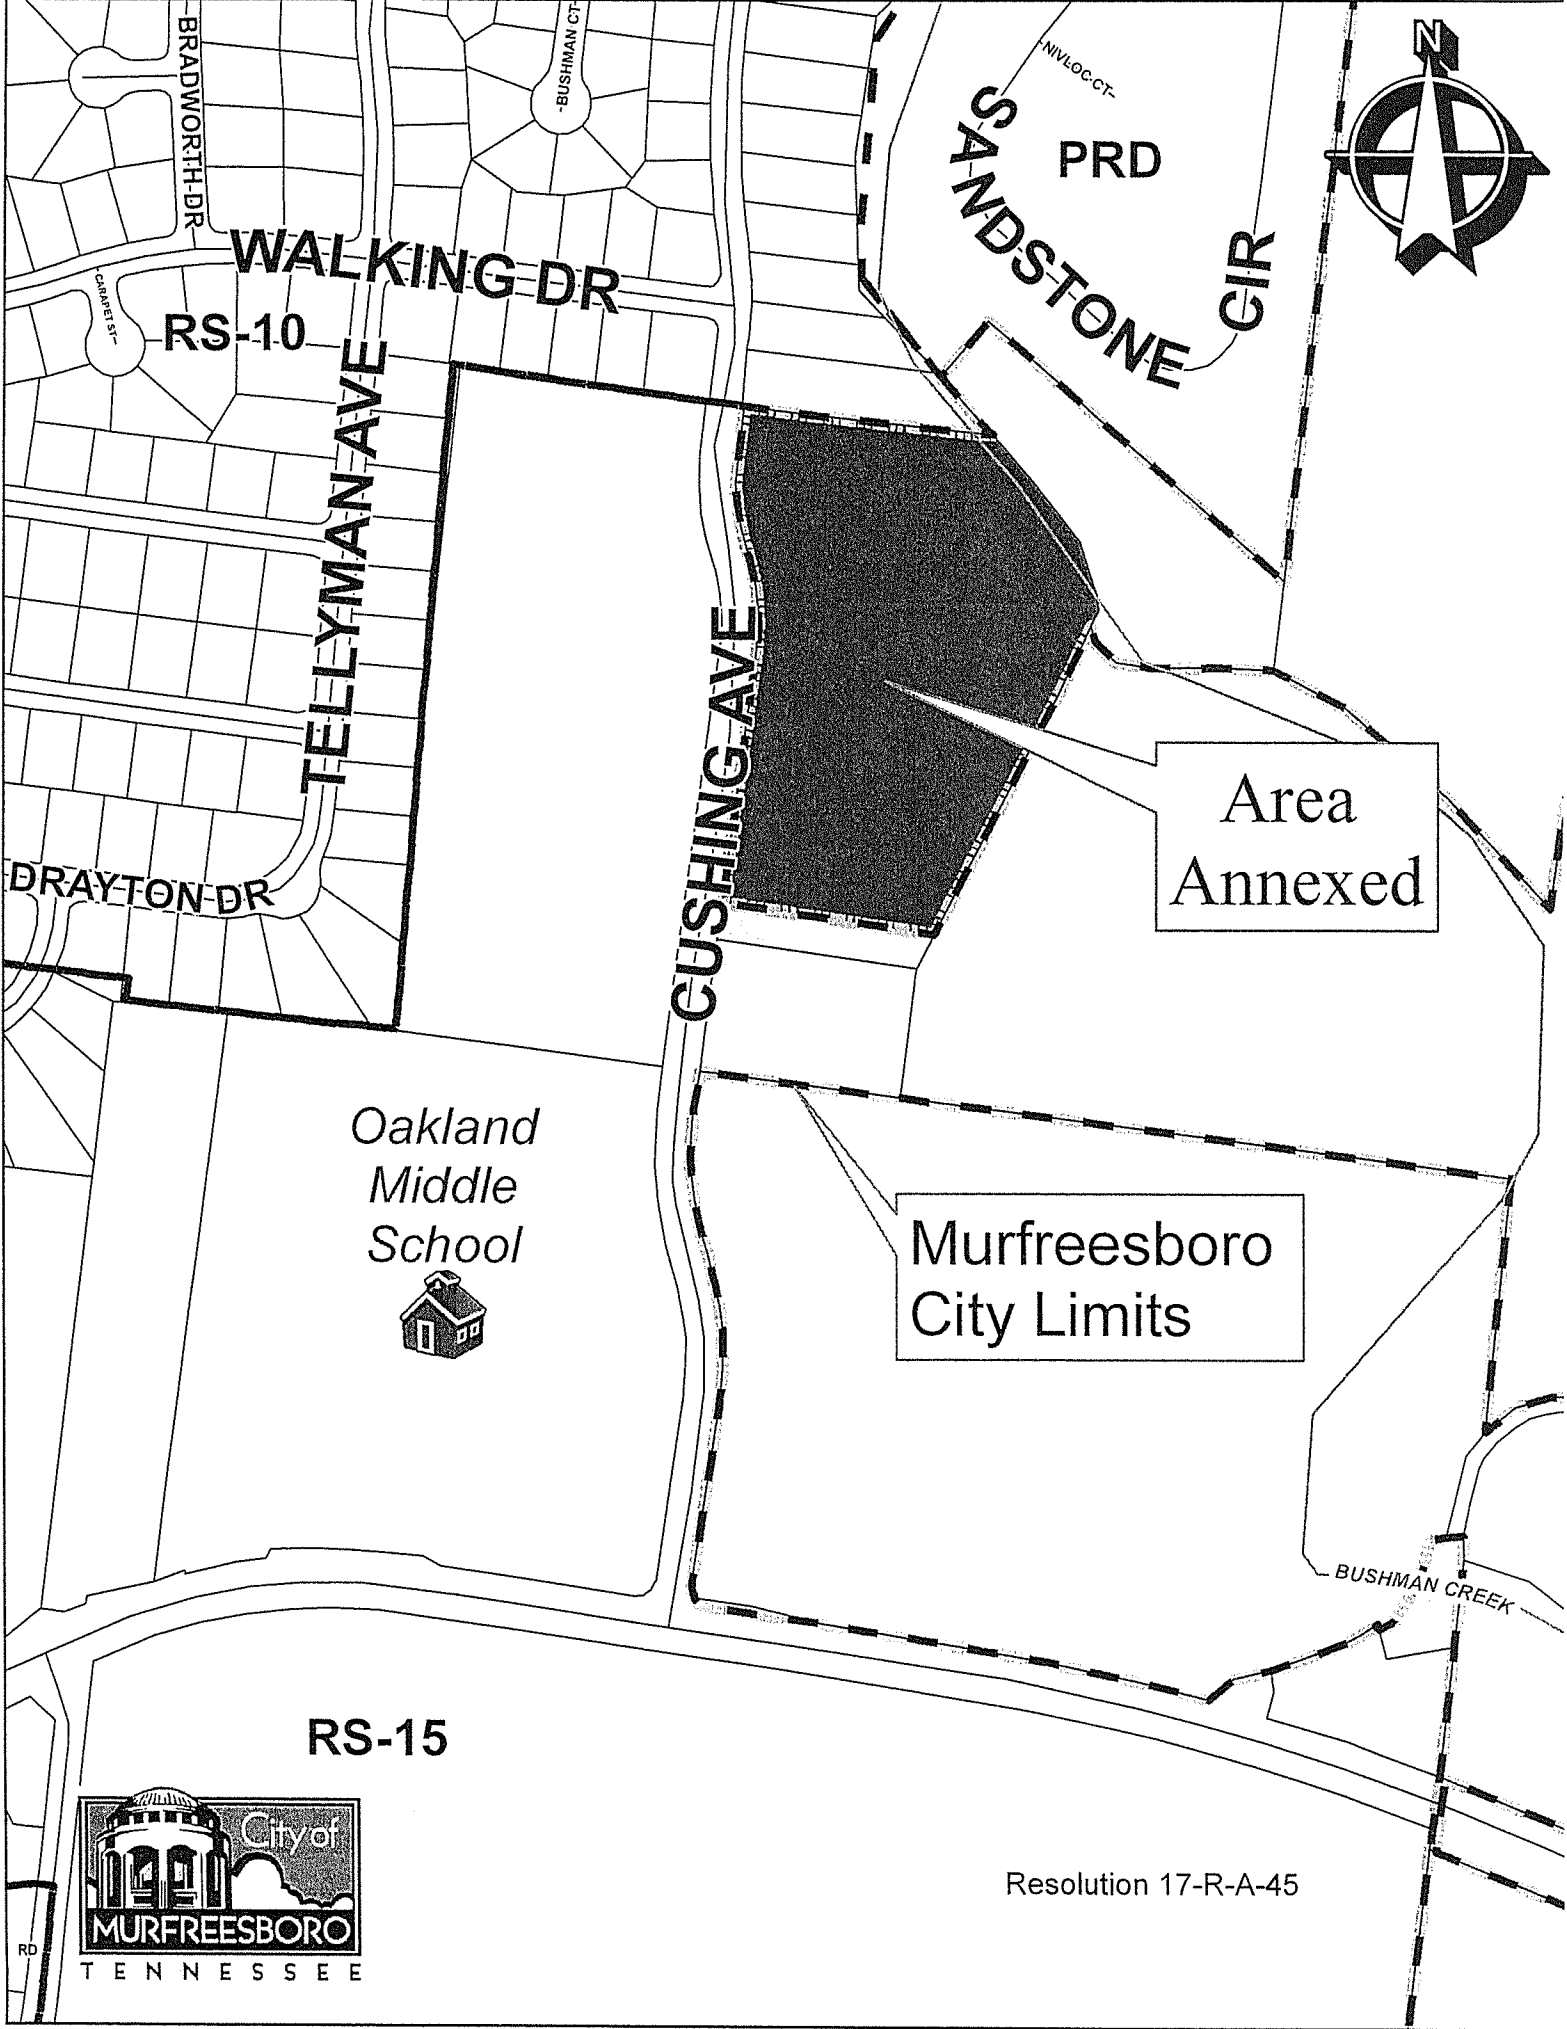 BRADWORTH DR
BUSHMAN CT
NIVLOC CT
N
SANDSTONE CIR
PRD
WALKING DR
CARAPET ST
RS-10
TELLYMAN AVE
CUSHING AVE
Area
Annexed
DRAYTON DR
Oakland
Middle
School
Murfreesboro
City Limits
BUSHMAN CREEK
RS-15
City of
MURFREESBORO
TENNESSEE
Resolution 17-R-A-45
RD